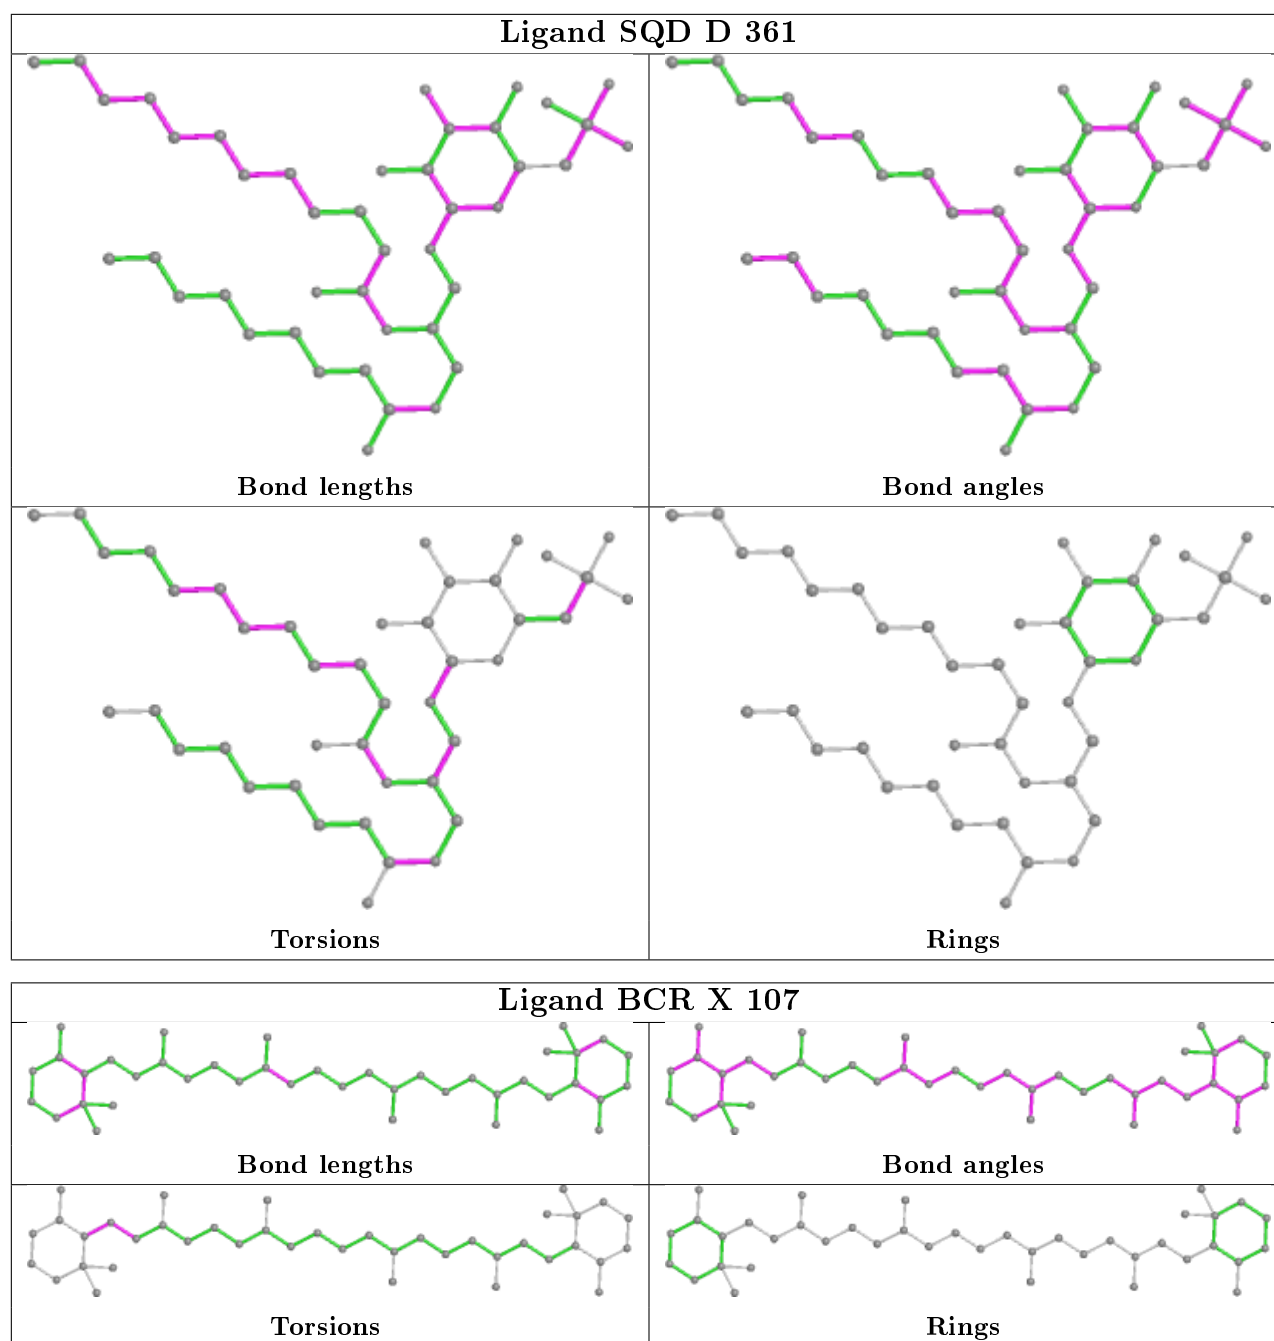 Ligand SQD D 361
Bond lengths
Bond angles
Torsions
Rings
Ligand BCR X 107
Bond lengths
Bond angles
Torsions
Rings